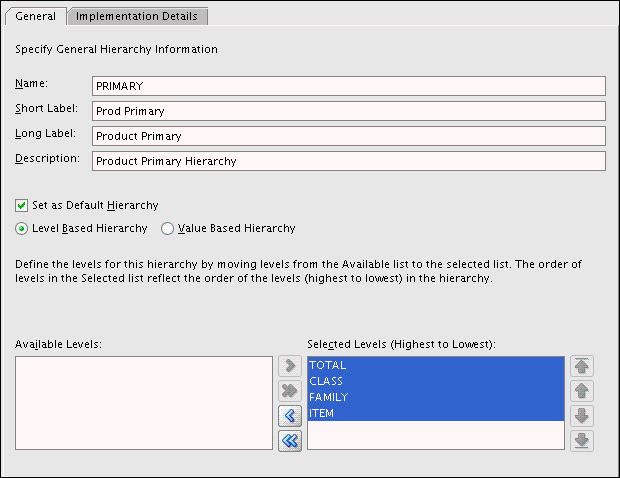 General
Implementation Details
Specify General Hierarchy Information
Name: PRIMARY
Short Label: Prod Primary
Long Label: Product Primary
Description: Product Primary Hierarchy
Set as Default Hierarchy
Level Based Hierarchy
Value Based Hierarchy
Define the levels for this hierarchy by moving levels from the Available list to the selected list. The order of
levels in the Selected list reflect the order of the levels (highest to lowest) in the hierarchy.
Available Levels:
Selected Levels (Highest to Lowest):
TOTAL
CLASS
FAMILY
ITEM